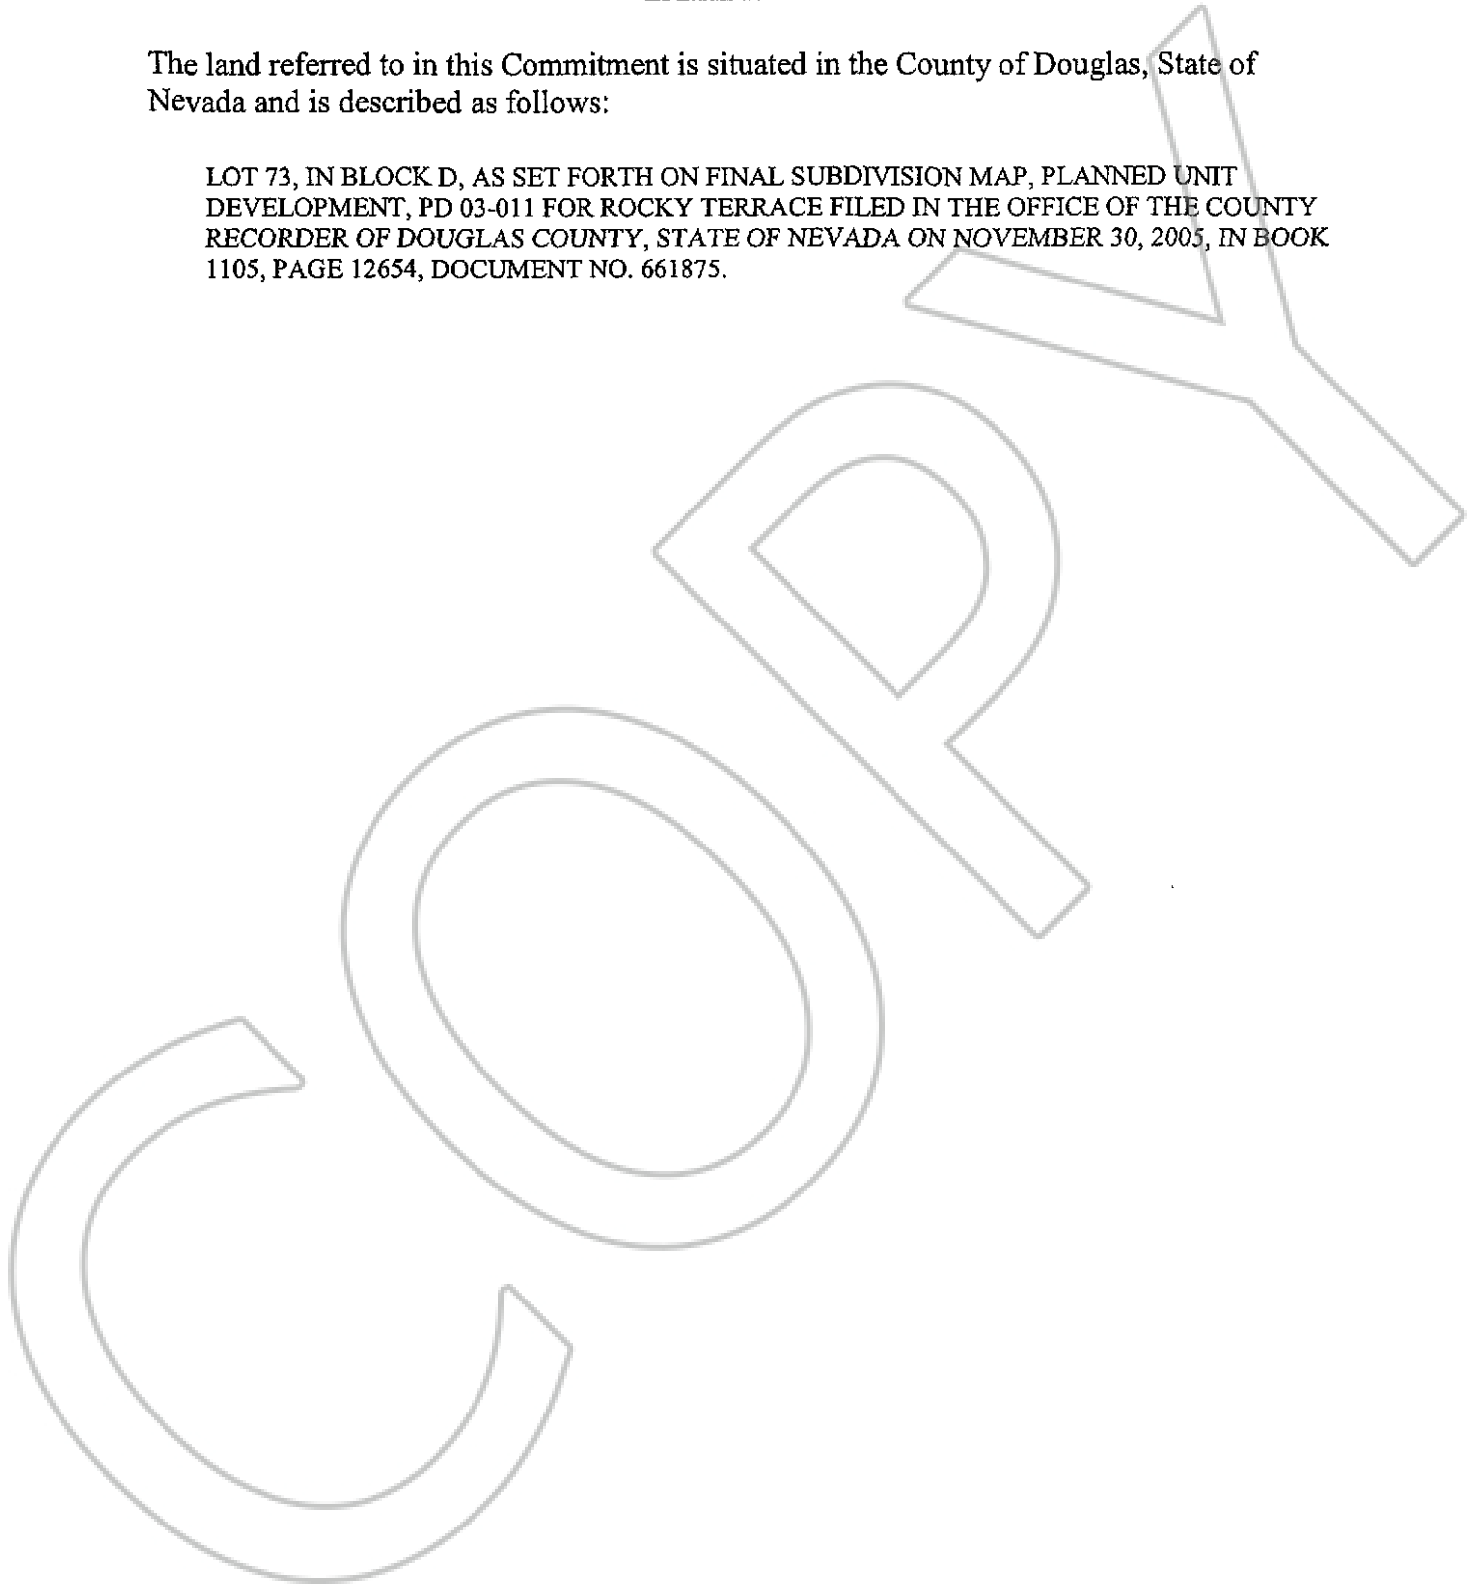 The land referred to in this Commitment is situated in the County of Douglas, State of
Nevada and is described as follows:
LOT 73, IN BLOCK D, AS SET FORTH ON FINAL SUBDIVISION MAP, PLANNED UNIT
DEVELOPMENT, PD 03-011 FOR ROCKY TERRACE FILED IN THE OFFICE OF THE COUNTY
RECORDER OF DOUGLAS COUNTY, STATE OF NEVADA ON NOVEMBER 30, 2005, IN BOOK
1105, PAGE 12654, DOCUMENT NO. 661875.
COPY